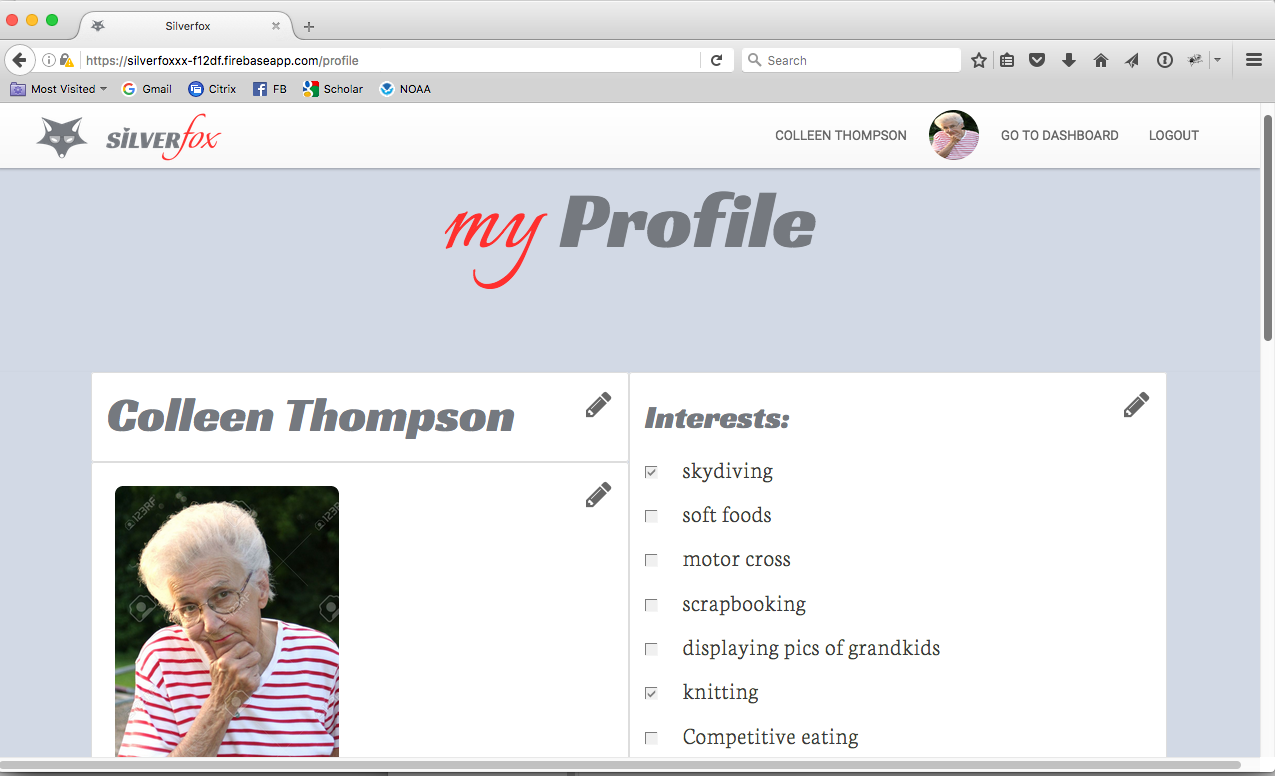 Silverfox
https://silverfoxxx-f12df.firebaseapp.com/profile
Search
Most Visited
Gmail
Citrix
FB
Scholar
NOAA
SILVERfox
COLLEEN THOMPSON
GO TO DASHBOARD
LOGOUT
my Profile
Colleen Thompson
123RF
123RF
Interests:
skydiving
soft foods
motor cross
scrapbooking
displaying pics of grandkids
knitting
Competitive eating